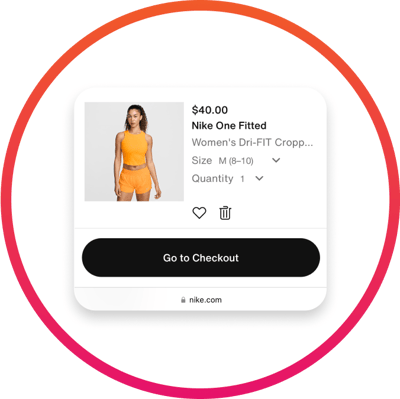 $40.00
Nike One Fitted
Women's Dri-FIT Cropp...
Size M (8–10)
Quantity 1
Go to Checkout
nike.com